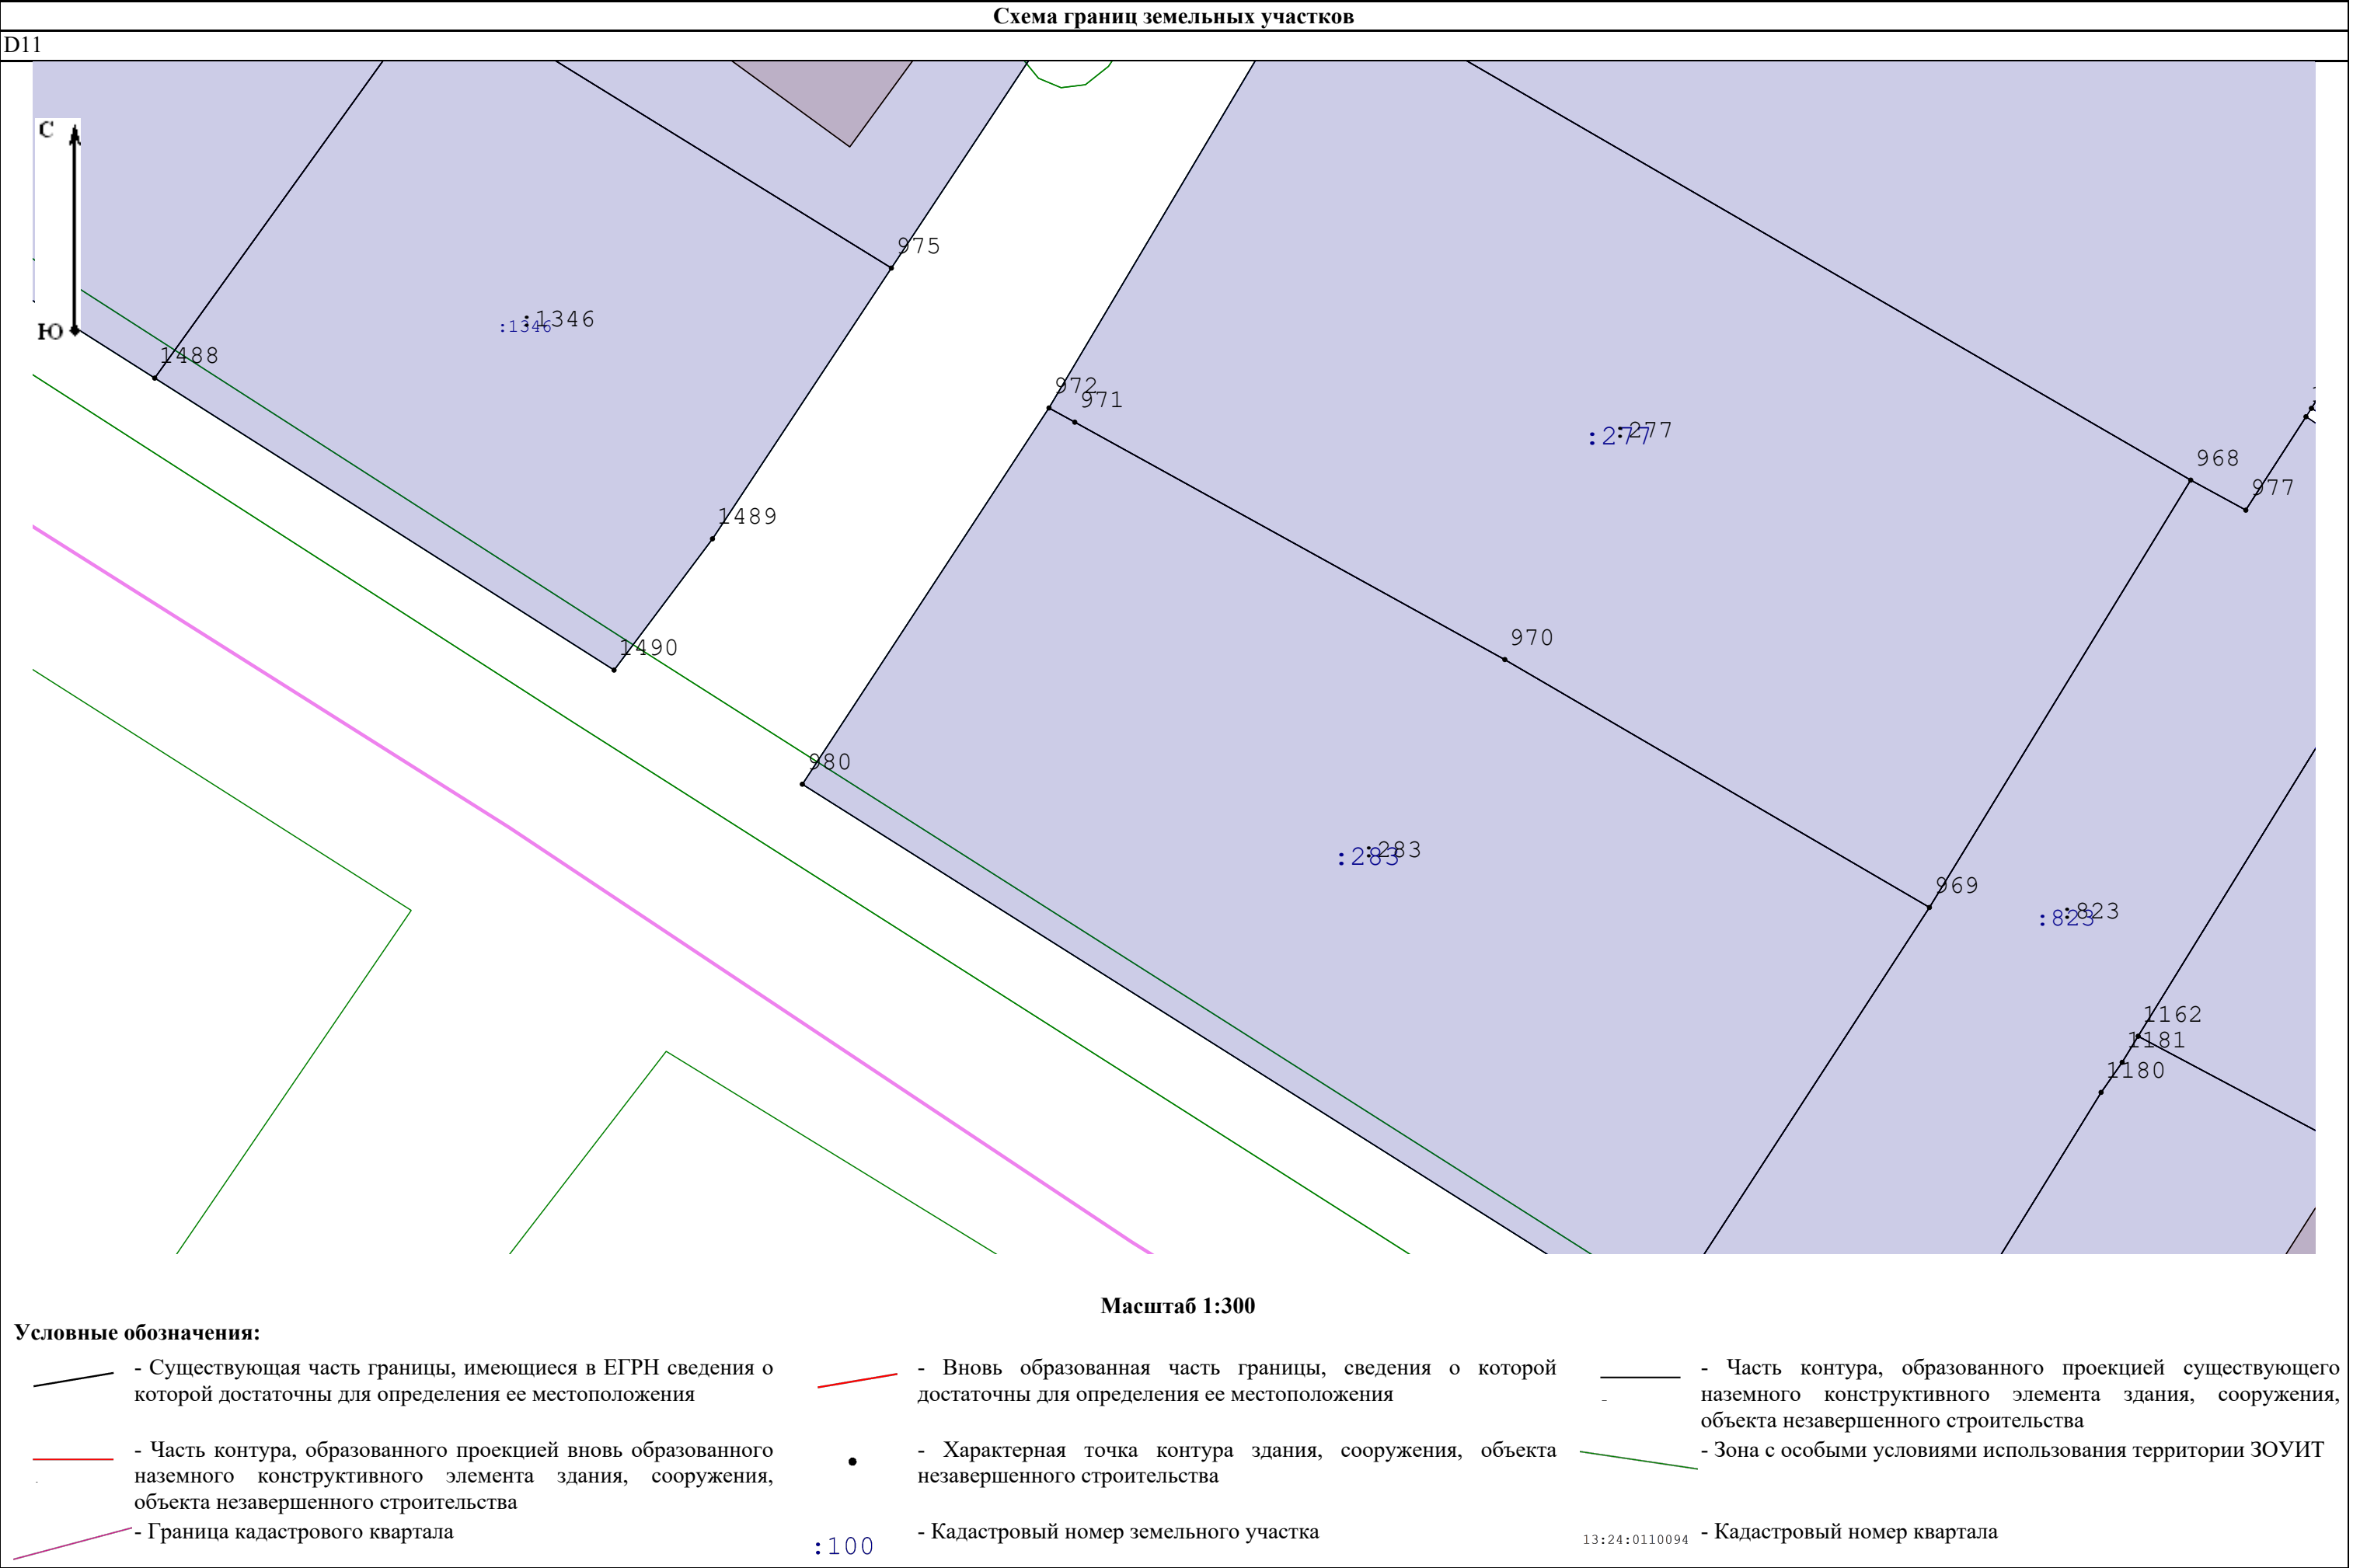 Схема границ земельных участков
D11
С
975
:1346
:1346
Ю
1488
972
971
:277
:277
968
977
1489
970
1490
980
:283
:283
969
:823
:823
1162
1181
1180
Масштаб 1:300
Условные обозначения:
- Существующая часть границы, имеющиеся в ЕГРН сведения о
которой достаточны для определения ее местоположения
- Вновь образованная часть границы, сведения о которой
достаточны для определения ее местоположения
- Часть контура, образованного проекцией существующего
наземного конструктивного элемента здания, сооружения,
объекта незавершенного строительства
- Часть контура, образованного проекцией вновь образованного
наземного конструктивного элемента здания, сооружения,
объекта незавершенного строительства
- Характерная точка контура здания, сооружения, объекта
незавершенного строительства
- Зона с особыми условиями использования территории ЗОУИТ
- Граница кадастрового квартала
:100
- Кадастровый номер земельного участка
13:24:0110094
- Кадастровый номер квартала